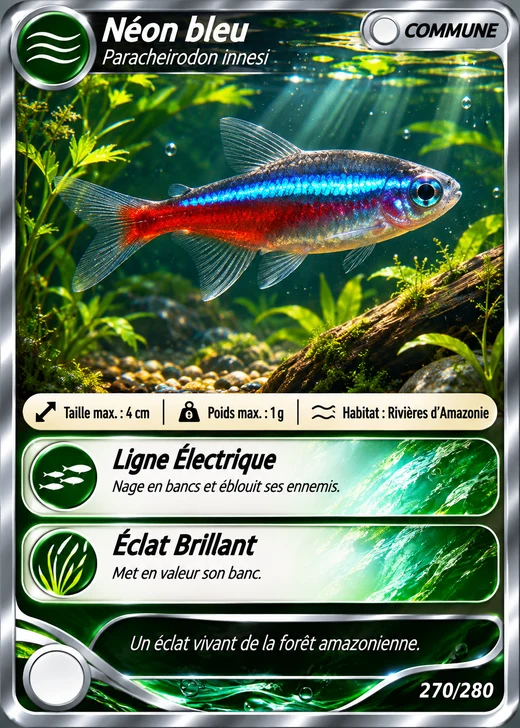 Néon bleu
Paracheirodon innesi
COMMUNE
Taille max. : 4 cm
Poids max. : 1 g
Habitat : Rivières d'Amazonie
Ligne Électrique
Nage en bancs et éblouit ses ennemis.
Éclat Brillant
Met en valeur son banc.
Un éclat vivant de la forêt amazonienne.
270/280